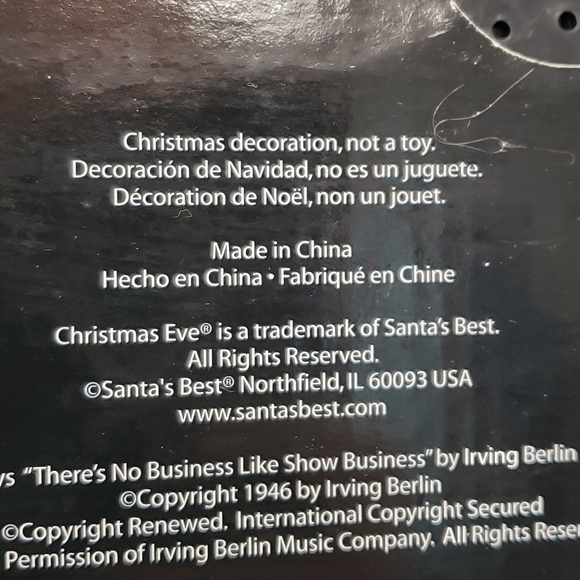 Christmas decoration, not a toy.
Decoración de Navidad, no es un juguete.
Décoration de Noël, non un jouet.
Made in China
Hecho en China • Fabriqué en Chine
Christmas Eve® is a trademark of Santa's Best.
All Rights Reserved.
©Santa's Best® Northfield, IL 60093 USA
www.santasbest.com
"There's No Business Like Show Business" by Irving Berlin
©Copyright 1946 by Irving Berlin
©Copyright Renewed. International Copyright Secured
Permission of Irving Berlin Music Company. All Rights